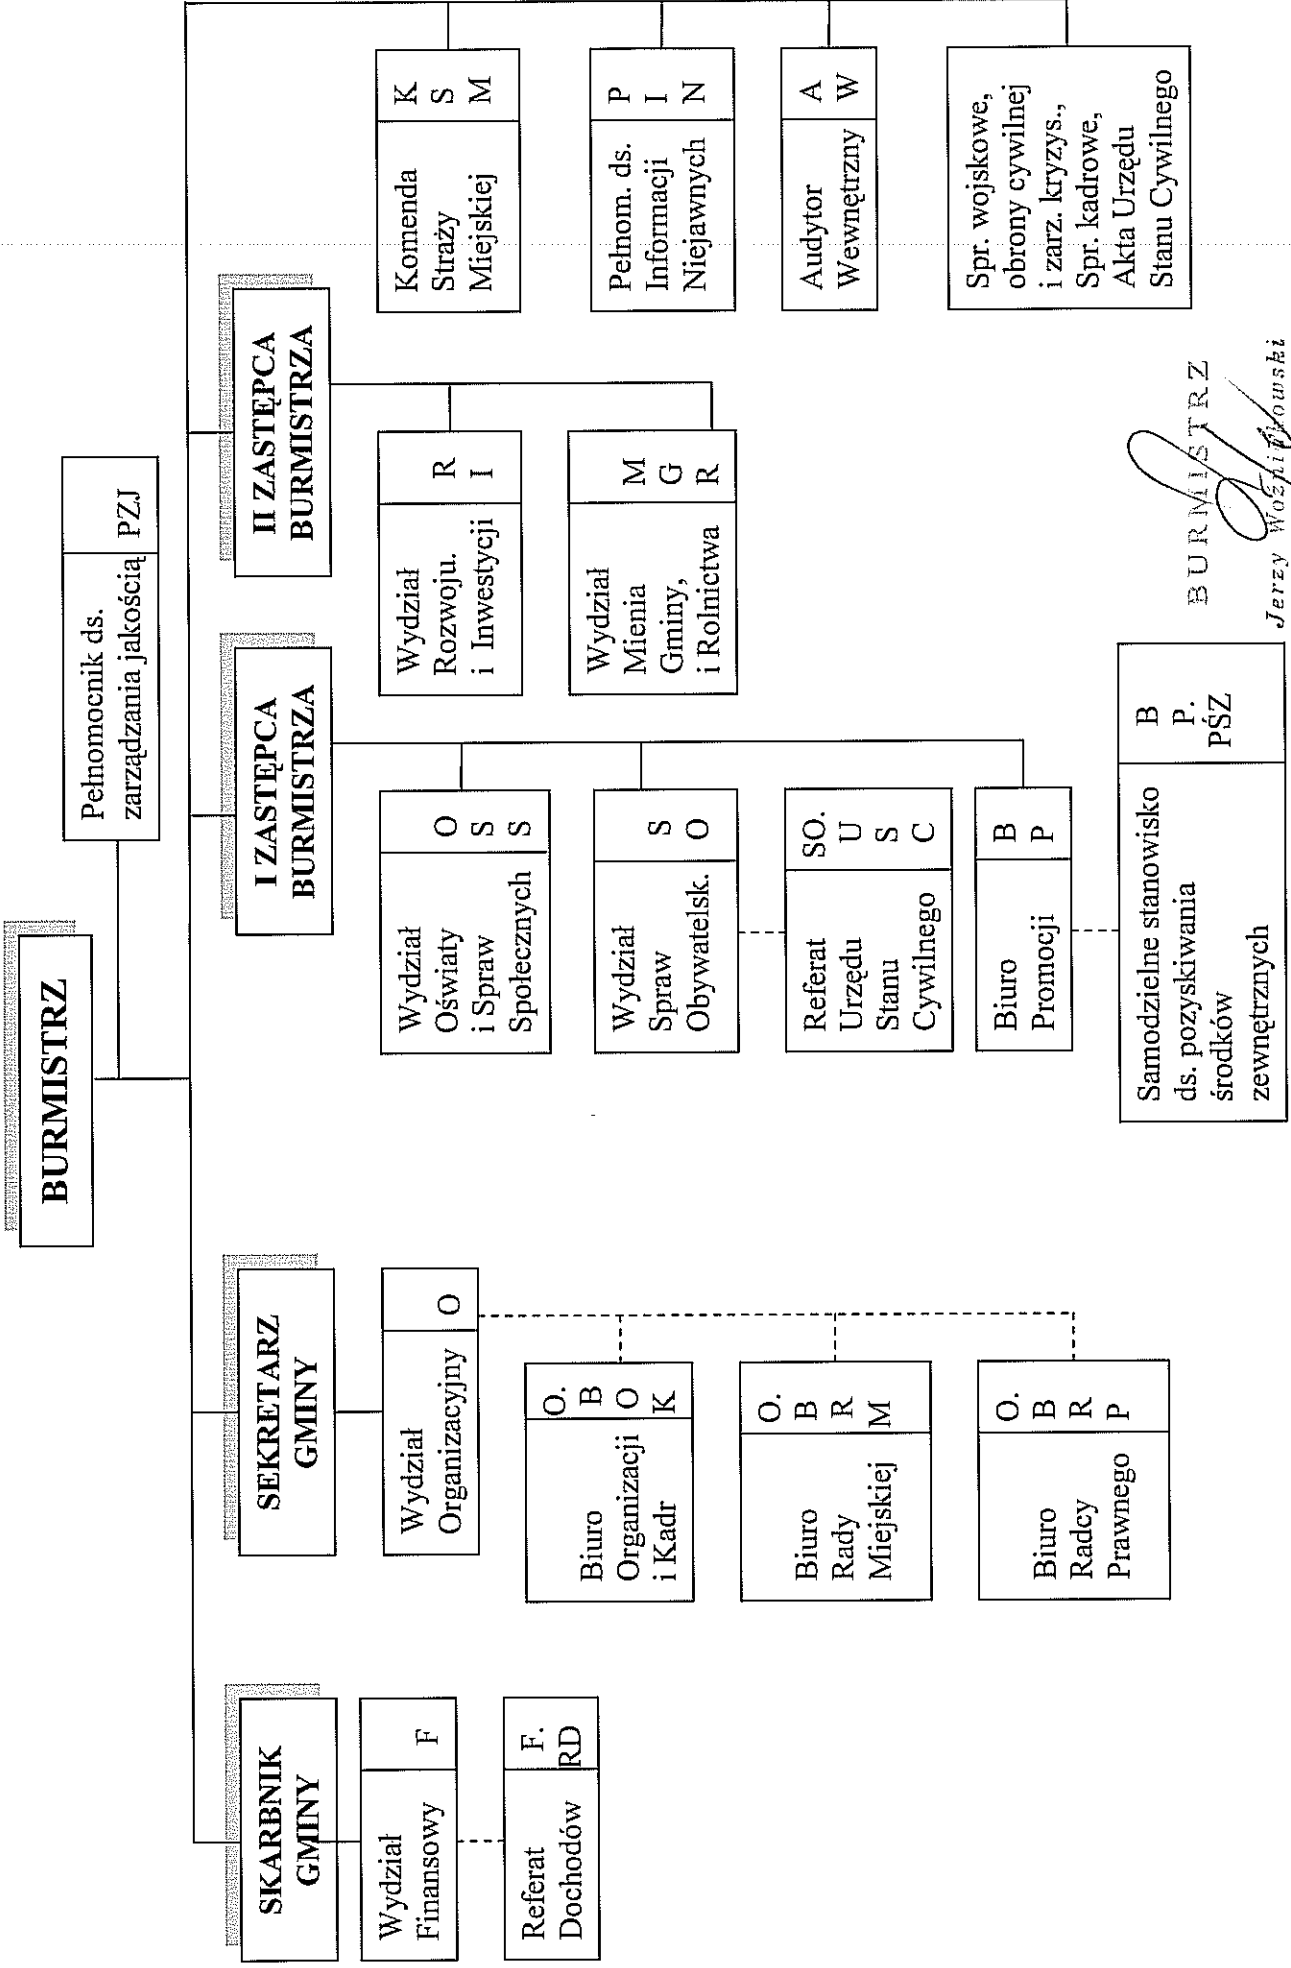 BURMISTRZ
Pełnomocnik ds.
zarządzania jakością
PZJ
SKARBNIK
GMINY
Wydział
Finansowy
F
Referat
Dochodów
F.
RD
SEKRETARZ
GMINY
Wydział
Organizacyjny
O
Biuro
Organizacji
i Kadr
O.
B
O
K
Biuro
Rady
Miejskiej
O.
B
R
M
Biuro
Radcy
Prawnego
O.
B
R
P
I ZASTĘPCA
BURMISTRZA
Wydział
Oświaty
i Spraw
Społecznych
O
S
S
Wydział
Spraw
Obywatelsk.
S
O
Referat
Urzędu
Stanu
Cywilnego
SO.
U
S
C
Biuro
Promocji
B
P
Samodzielne stanowisko
ds. pozyskiwania
środków
zewnętrznych
B
P.
PŚZ
II ZASTĘPCA
BURMISTRZA
Wydział
Rozwoju.
i Inwestycji
R
I
Wydział
Mienia
Gminy,
i Rolnictwa
M
G
R
Komenda
Straży
Miejskiej
K
S
M
Pełnom. ds.
Informacji
Niejawnych
P
I
N
Audytor
Wewnętrzny
A
W
Spr. wojskowe,
obrony cywilnej
i zarz. kryzys.,
Spr. kadrowe,
Akta Urzędu
Stanu Cywilnego
BURMISTRZ
Jerzy